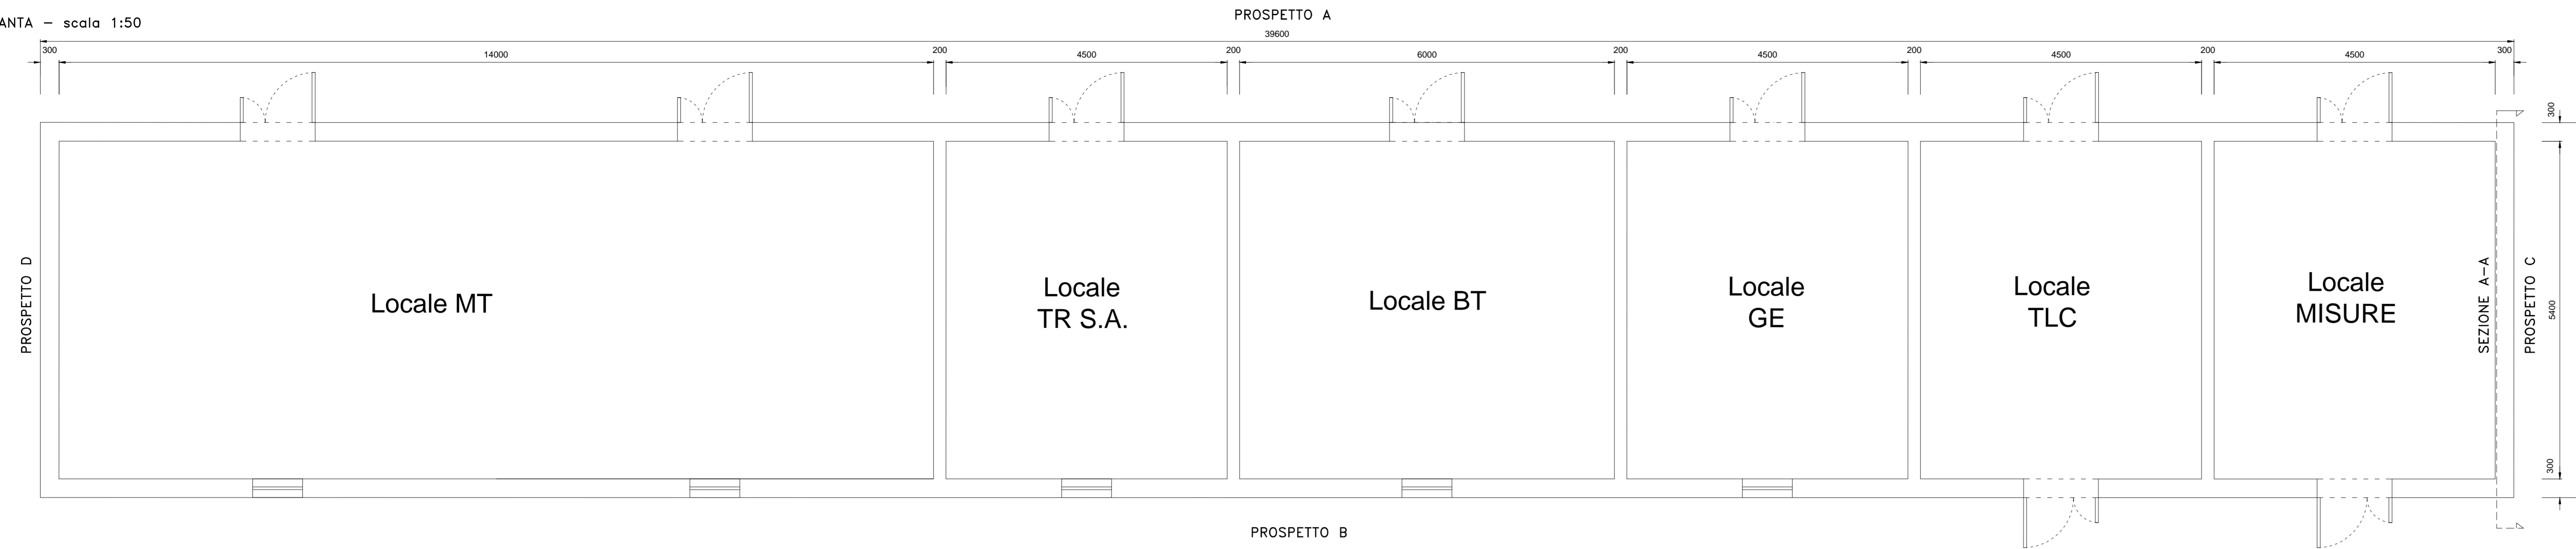 ANTA – scala 1:50
PROSPETTO A
39600
300
14000
200
4500
200
6000
200
4500
200
4500
200
4500
300
300
PROSPETTO D
Locale MT
Locale
TR S.A.
Locale BT
Locale
GE
Locale
TLC
Locale
MISURE
SEZIONE A–A
PROSPETTO C
5400
300
PROSPETTO B